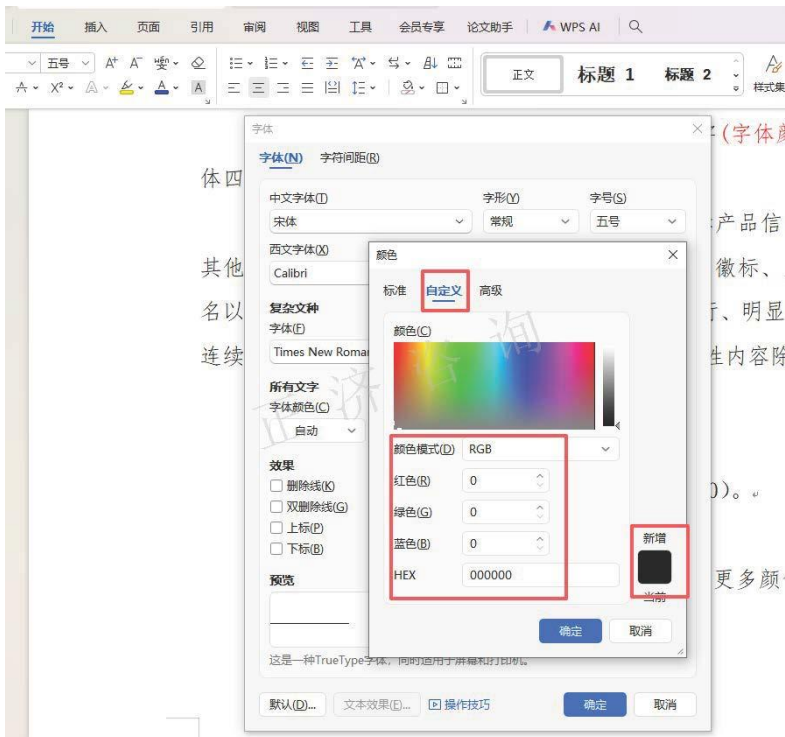 开始 插入 页面 引用 审阅 视图 工具 会员专享 论文助手 WPS AI
五号 A⁺ A⁻ wén
X² A A A 正文 标题 1 标题 2 样式集
字体
(字体颜
字体(N) 字符间距(R)
体四
中文字体(T) 字形(Y) 字号(S)
宋体 常规 五号
产品信
西文字体(X) 颜色
Calibri
其他 徽标、
标准 自定义 高级
名以 、明显
复杂文种
字体(F) 颜色(C)
Times New Roma
连续 性内容除
所有文字
字体颜色(C)
自动
正济咨询
颜色模式(D) RGB
效果
删除线(K) 红色(R) 0
0)。
双删除线(G) 绿色(G) 0
上标(P)
下标(B) 蓝色(B) 0 新增
预览 HEX 000000
更多颜
当前
确定 取消
这是一种TrueType字体，同时适用于屏幕和打印机。
默认(D)... 文本效果(E)... 操作技巧 确定 取消